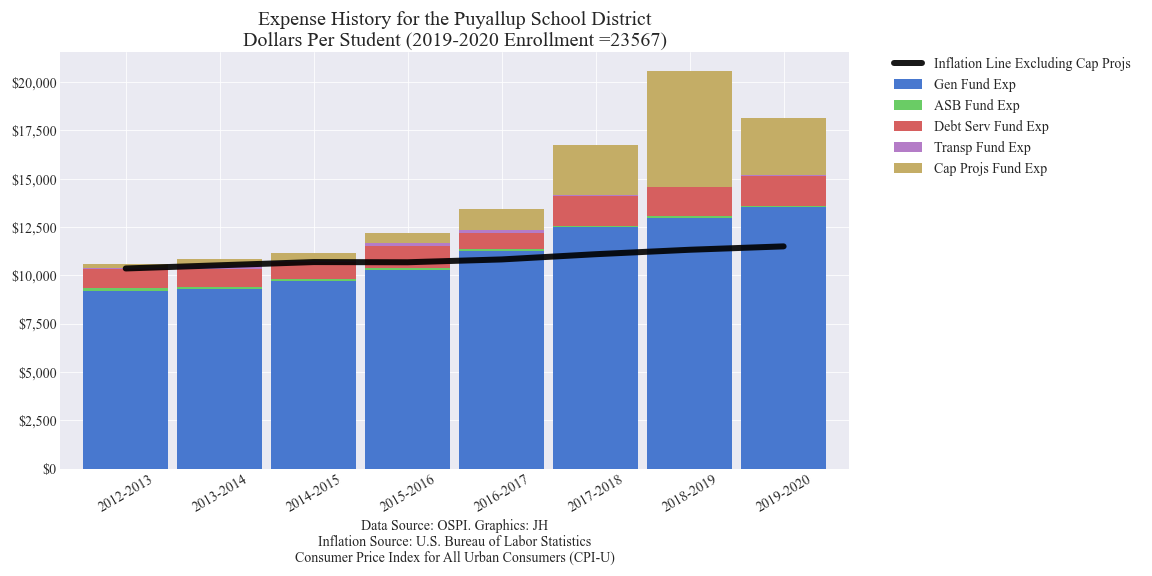 Expense History for the Puyallup School District
Dollars Per Student (2019-2020 Enrollment =23567)
Inflation Line Excluding Cap Projs
Gen Fund Exp
ASB Fund Exp
Debt Serv Fund Exp
Transp Fund Exp
Cap Projs Fund Exp
$20,000
$17,500
$15,000
$12,500
$10,000
$7,500
$5,000
$2,500
$0
2012-2013
2013-2014
2014-2015
2015-2016
2016-2017
2017-2018
2018-2019
2019-2020
Data Source: OSPI. Graphics: JH
Inflation Source: U.S. Bureau of Labor Statistics
Consumer Price Index for All Urban Consumers (CPI-U)